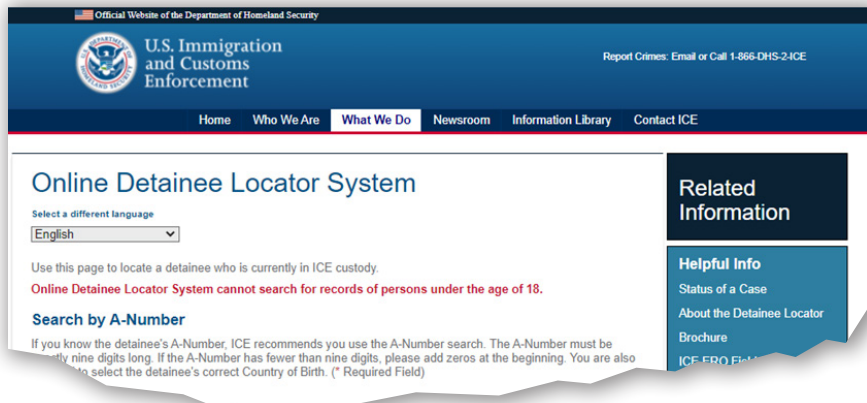 Official Website of the Department of Homeland Security
U.S. Immigration
and Customs
Enforcement
Report Crimes: Email or Call 1-866-DHS-2-ICE
Home Who We Are What We Do Newsroom Information Library Contact ICE
Online Detainee Locator System
Select a different language
English
Use this page to locate a detainee who is currently in ICE custody.
Online Detainee Locator System cannot search for records of persons under the age of 18.
Search by A-Number
If you know the detainee's A-Number, ICE recommends you use the A-Number search. The A-Number must be
nine digits long. If the A-Number has fewer than nine digits, please add zeros at the beginning. You are also
to select the detainee's correct Country of Birth. (* Required Field)
Related
Information
Helpful Info
Status of a Case
About the Detainee Locator
Brochure
ICE-ERO